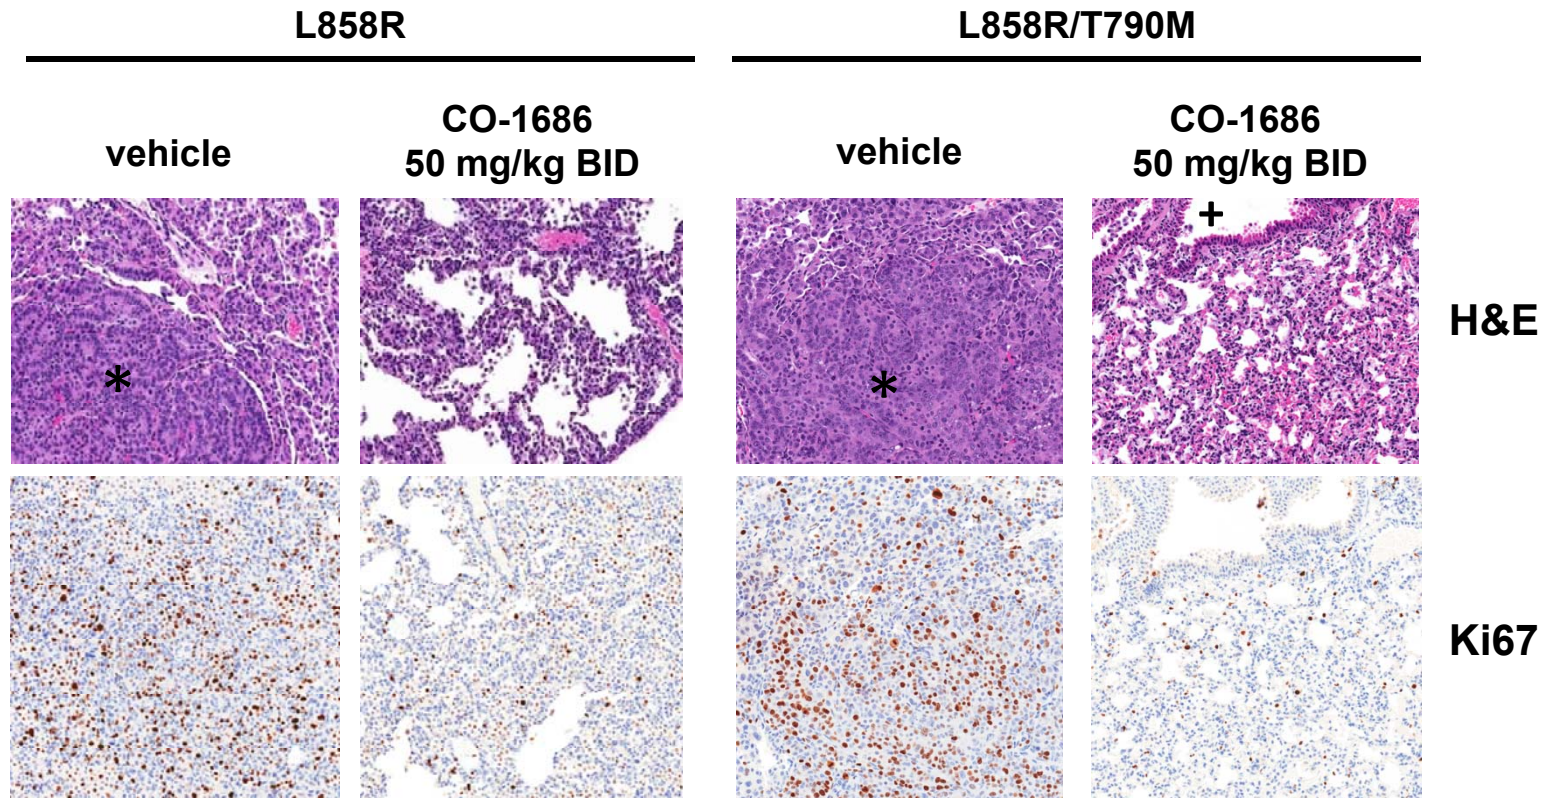 L858R
L858R/T790M
vehicle
CO-1686
50 mg/kg BID
vehicle
CO-1686
50 mg/kg BID
+
*
*
H&E
Ki67